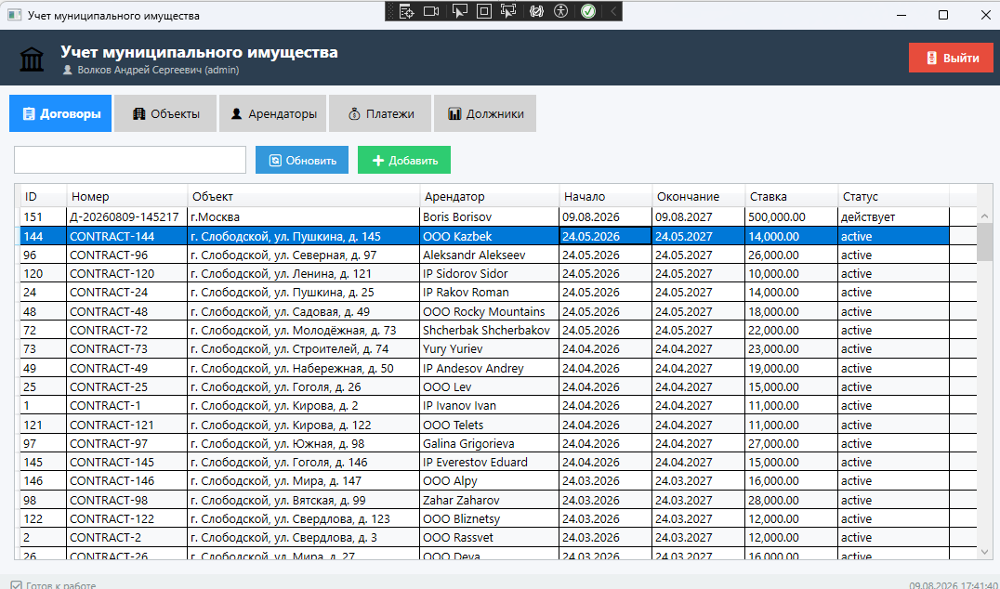 Учет муниципального имущества
Учет муниципального имущества
Волков Андрей Сергеевич (admin)
Выйти
Договоры Объекты Арендаторы Платежи Должники
Обновить Добавить
ID Номер Объект Арендатор Начало Окончание Ставка Статус
151 Д-20260809-145217 г.Москва Boris Borisov 09.08.2026 09.08.2027 500,000.00 действует
144 CONTRACT-144 г. Слободской, ул. Пушкина, д. 145 ООО Kazbek 24.05.2026 24.05.2027 14,000.00 active
96 CONTRACT-96 г. Слободской, ул. Северная, д. 97 Aleksandr Alekseev 24.05.2026 24.05.2027 26,000.00 active
120 CONTRACT-120 г. Слободской, ул. Ленина, д. 121 IP Sidorov Sidor 24.05.2026 24.05.2027 10,000.00 active
24 CONTRACT-24 г. Слободской, ул. Пушкина, д. 25 IP Rakov Roman 24.05.2026 24.05.2027 14,000.00 active
48 CONTRACT-48 г. Слободской, ул. Садовая, д. 49 OOO Rocky Mountains 24.05.2026 24.05.2027 18,000.00 active
72 CONTRACT-72 г. Слободской, ул. Молодёжная, д. 73 Shcherbak Shcherbakov 24.05.2026 24.05.2027 22,000.00 active
73 CONTRACT-73 г. Слободской, ул. Строителей, д. 74 Yury Yuriev 24.04.2026 24.04.2027 23,000.00 active
49 CONTRACT-49 г. Слободской, ул. Набережная, д. 50 IP Andesov Andrey 24.04.2026 24.04.2027 19,000.00 active
25 CONTRACT-25 г. Слободской, ул. Гоголя, д. 26 OOO Lev 24.04.2026 24.04.2027 15,000.00 active
1 CONTRACT-1 г. Слободской, ул. Кирова, д. 2 IP Ivanov Ivan 24.04.2026 24.04.2027 11,000.00 active
121 CONTRACT-121 г. Слободской, ул. Кирова, д. 122 OOO Telets 24.04.2026 24.04.2027 11,000.00 active
97 CONTRACT-97 г. Слободской, ул. Южная, д. 98 Galina Grigorieva 24.04.2026 24.04.2027 27,000.00 active
145 CONTRACT-145 г. Слободской, ул. Гоголя, д. 146 IP Everestov Eduard 24.04.2026 24.04.2027 15,000.00 active
146 CONTRACT-146 г. Слободской, ул. Мира, д. 147 OOO Alpy 24.03.2026 24.03.2027 16,000.00 active
98 CONTRACT-98 г. Слободской, ул. Вятская, д. 99 Zahar Zaharov 24.03.2026 24.03.2027 28,000.00 active
122 CONTRACT-122 г. Слободской, ул. Свердлова, д. 123 OOO Bliznetsy 24.03.2026 24.03.2027 12,000.00 active
2 CONTRACT-2 г. Слободской, ул. Свердлова, д. 3 OOO Rassvet 24.03.2026 24.03.2027 12,000.00 active
26 CONTRACT-26 г. Слободской, ул. Мира, д. 27 OOO Deva 24.03.2026 24.03.2027 16,000.00 active
Готов к работе 09.08.2026 17:41:40